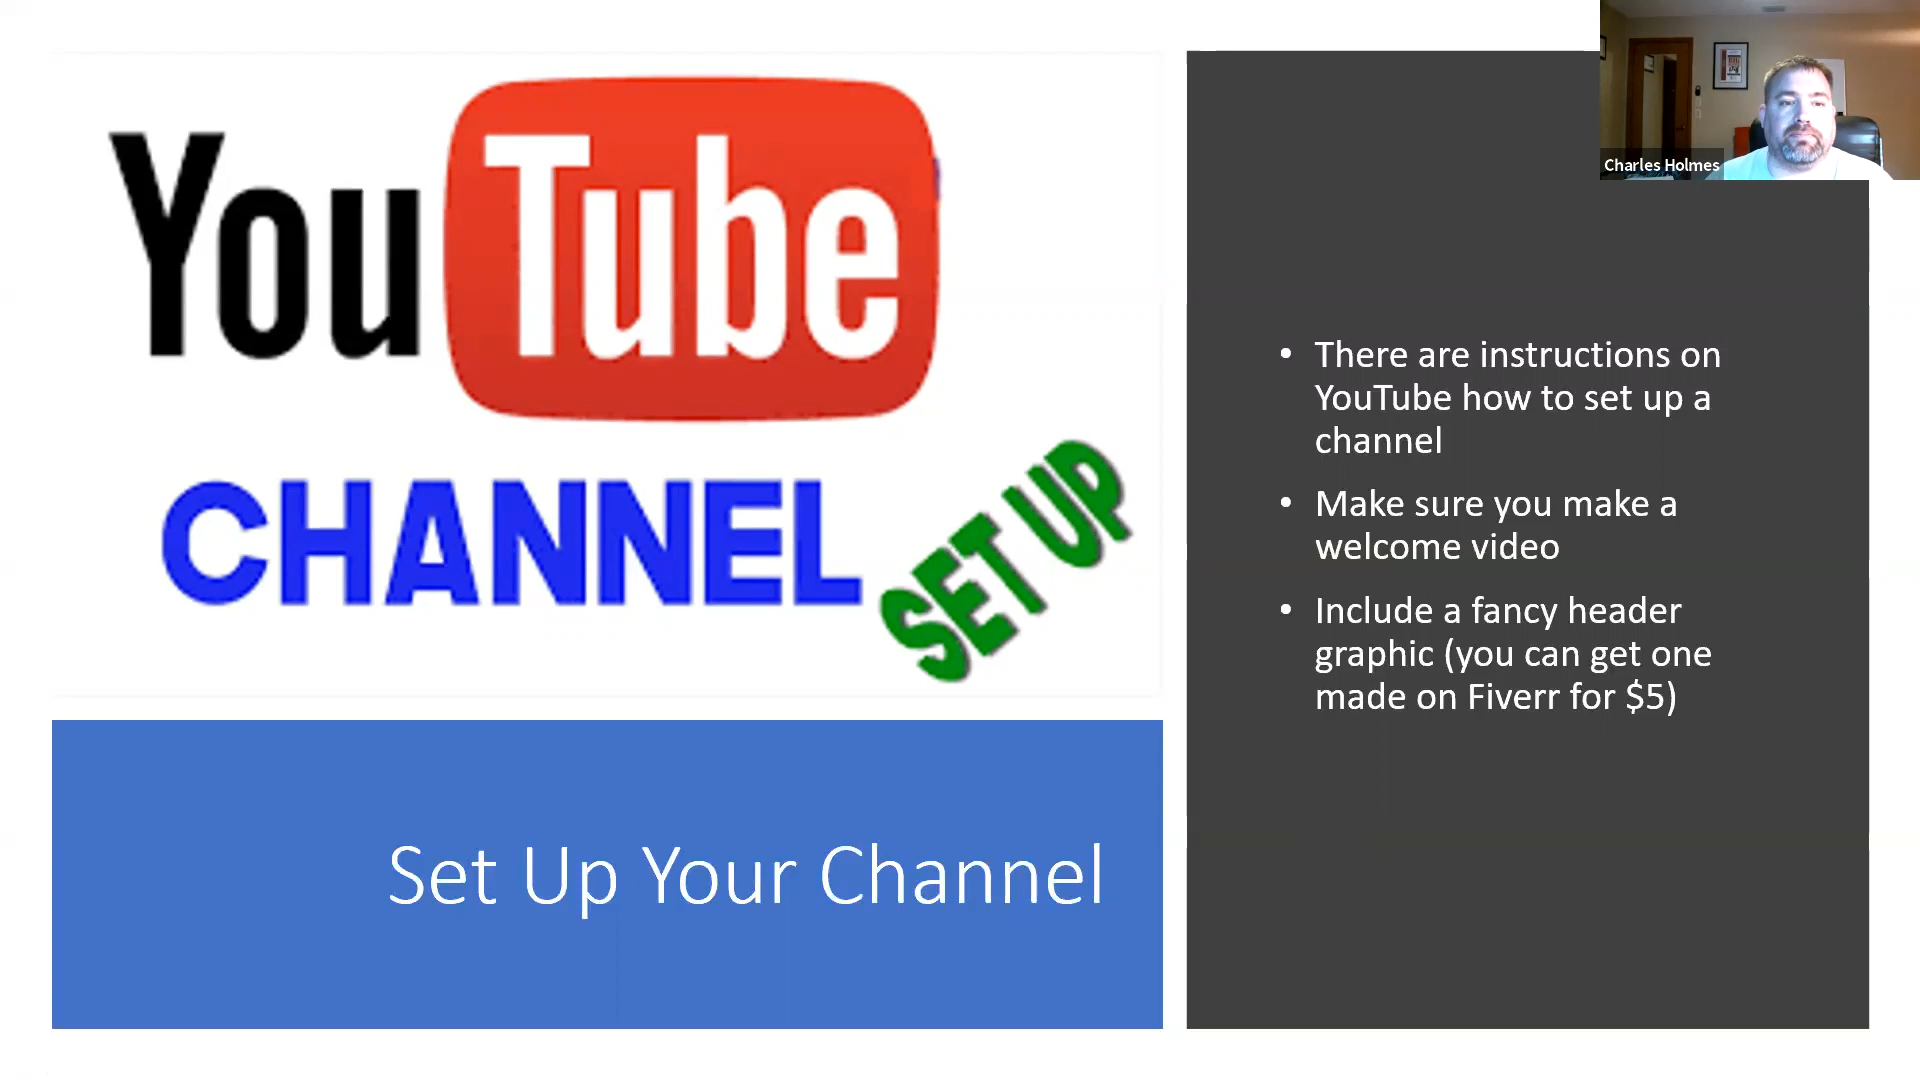 YouTube
CHANNEL
SET UP
Set Up Your Channel
Charles Holmes
• There are instructions on
YouTube how to set up a
channel
• Make sure you make a
welcome video
• Include a fancy header
graphic (you can get one
made on Fiverr for $5)